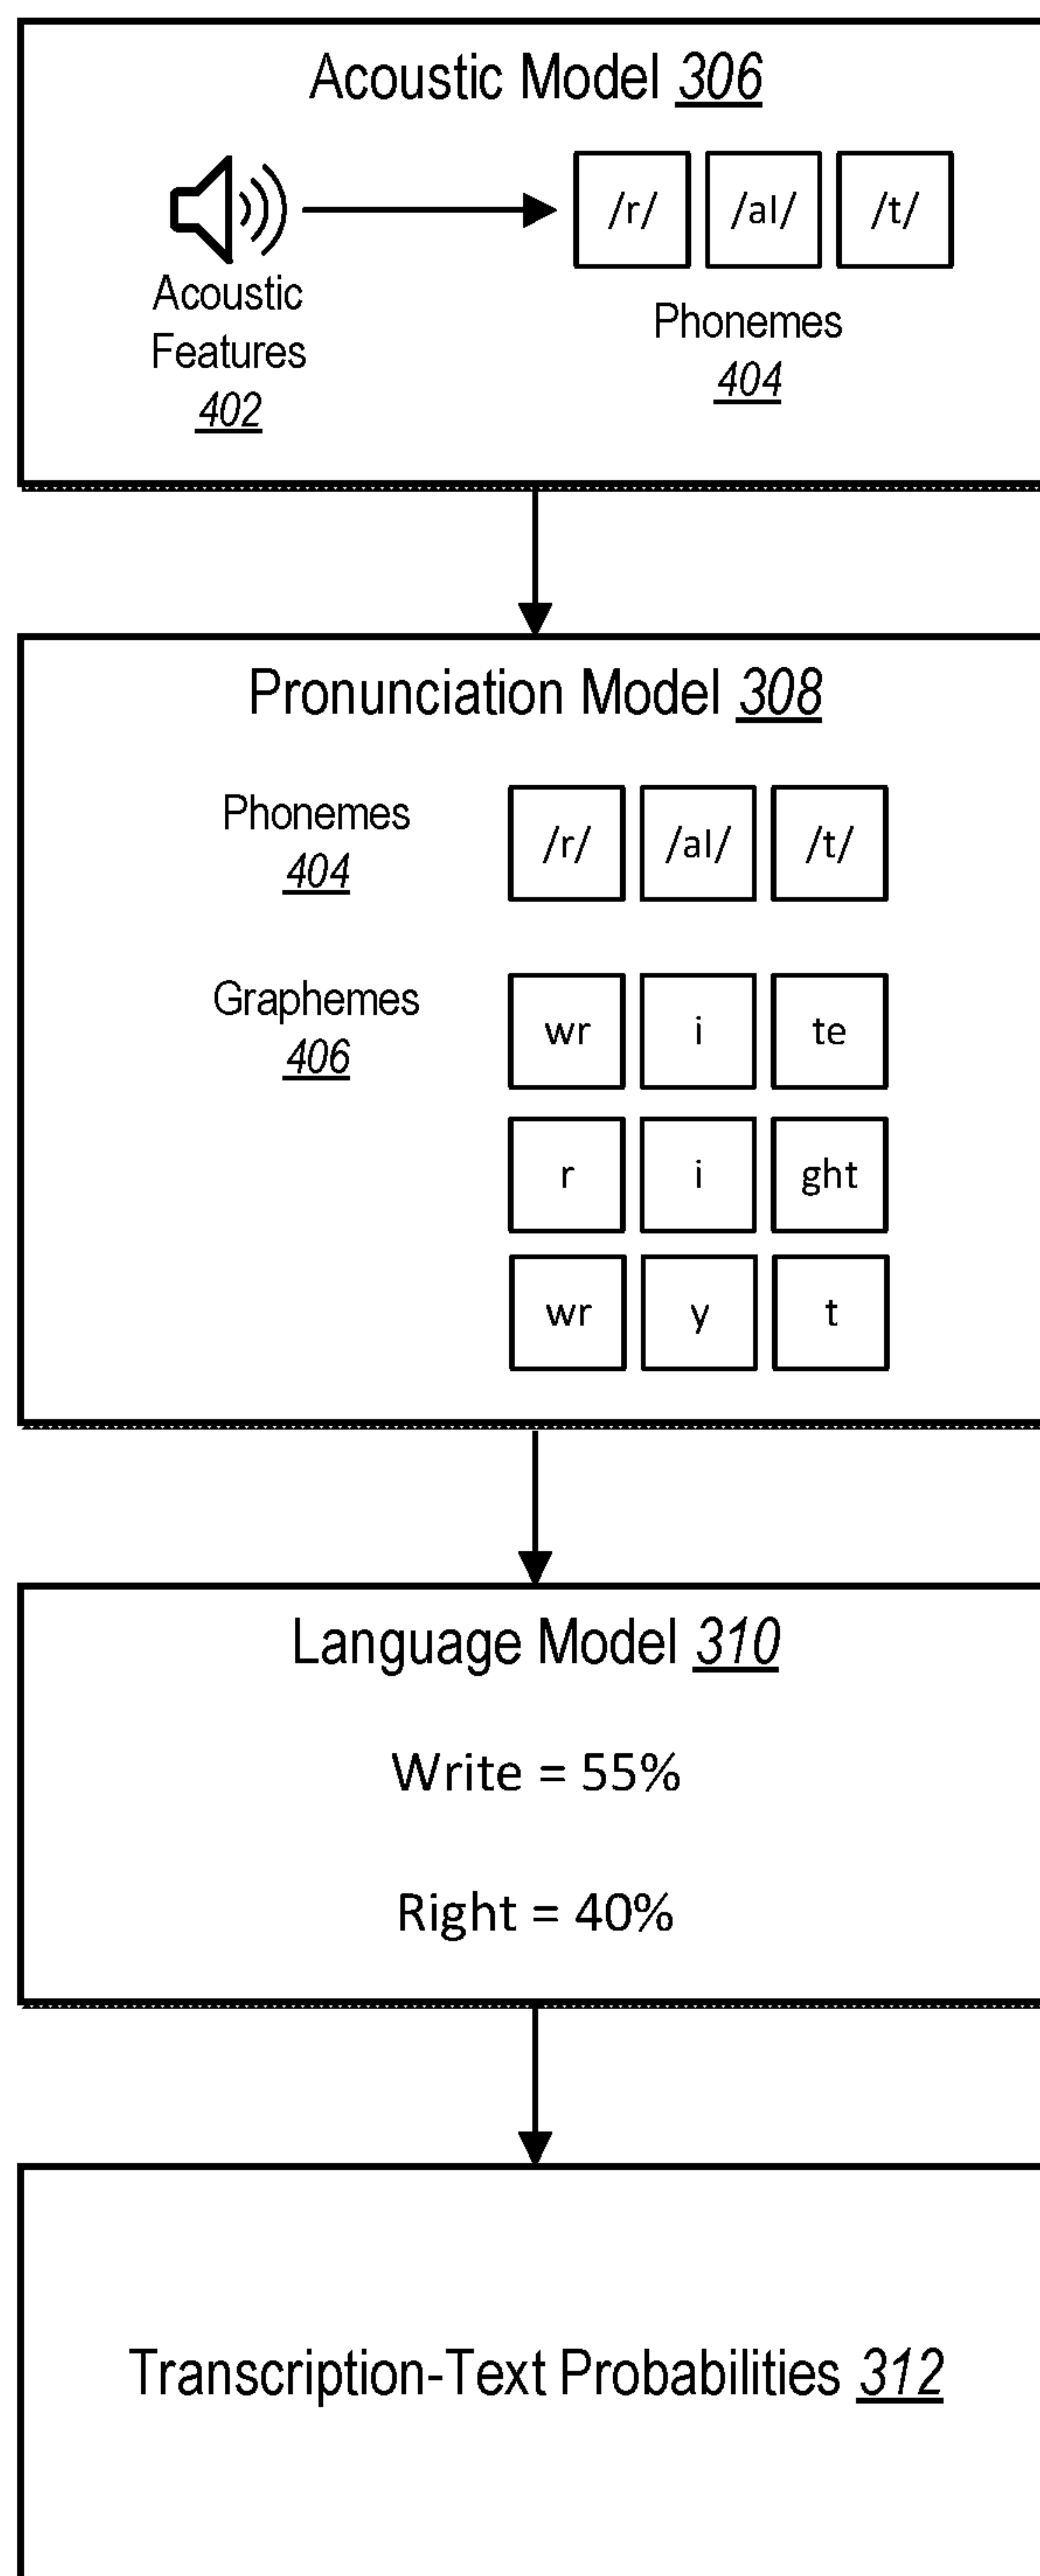 Acoustic Model 306
/r/ /aI/ /t/
Acoustic
Features
402
Phonemes
404
Pronunciation Model 308
Phonemes
404
/r/ /aI/ /t/
Graphemes
406
wr i te
r i ght
wr y t
Language Model 310
Write = 55%
Right = 40%
Transcription-Text Probabilities 312